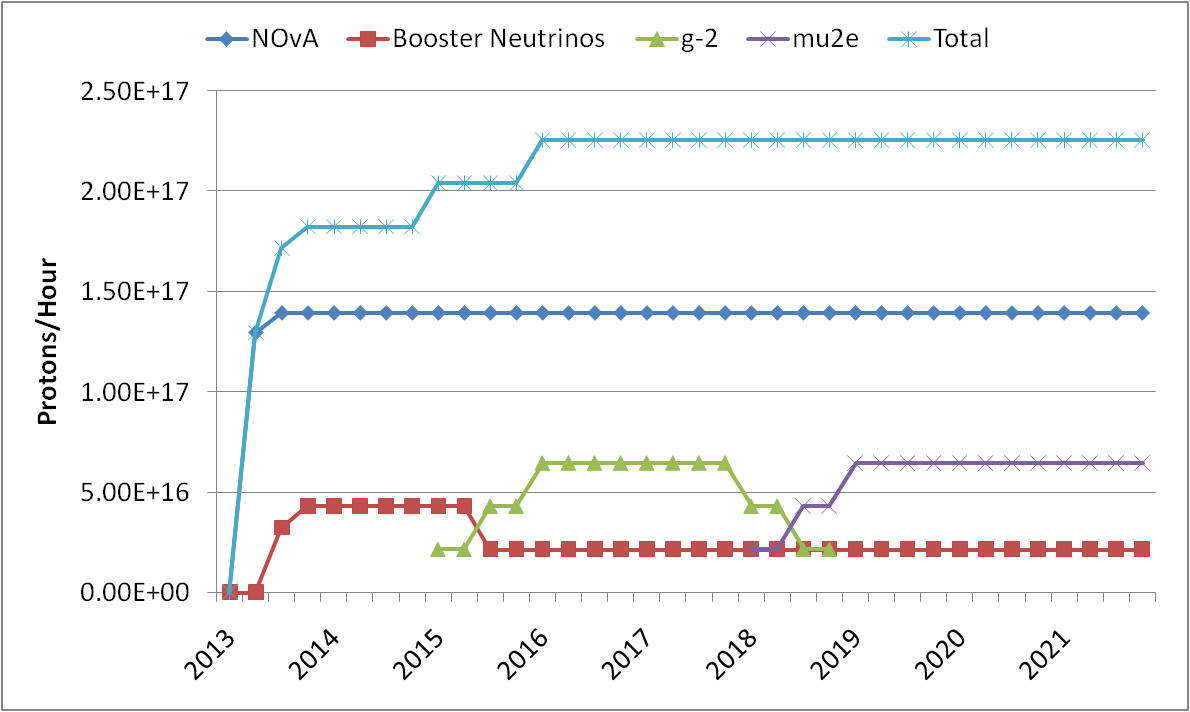 NOvA Booster Neutrinos g-2 mu2e Total
2.50E+17
2.00E+17
1.50E+17
1.00E+17
5.00E+16
0.00E+00
Protons/Hour
2013 2014 2015 2016 2017 2018 2019 2020 2021